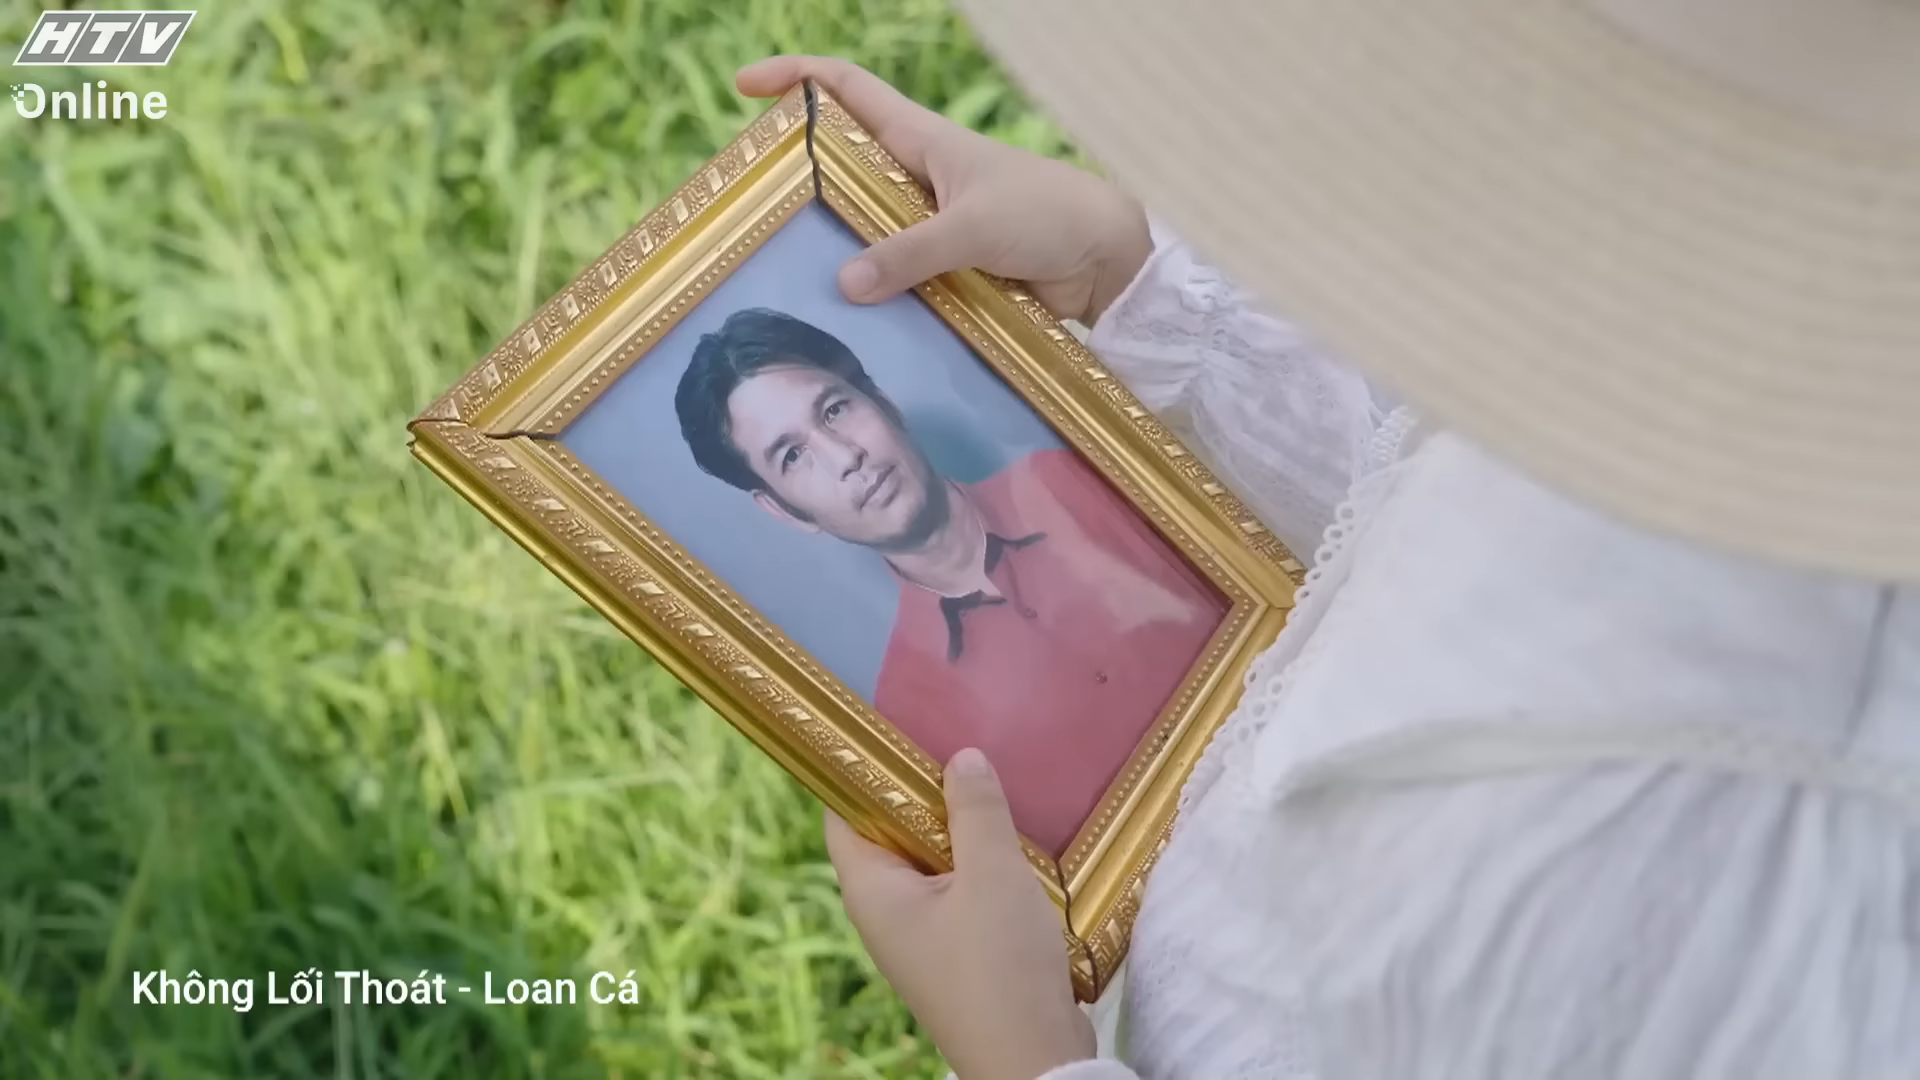 HTV
Online
Không Lối Thoát - Loan Cá